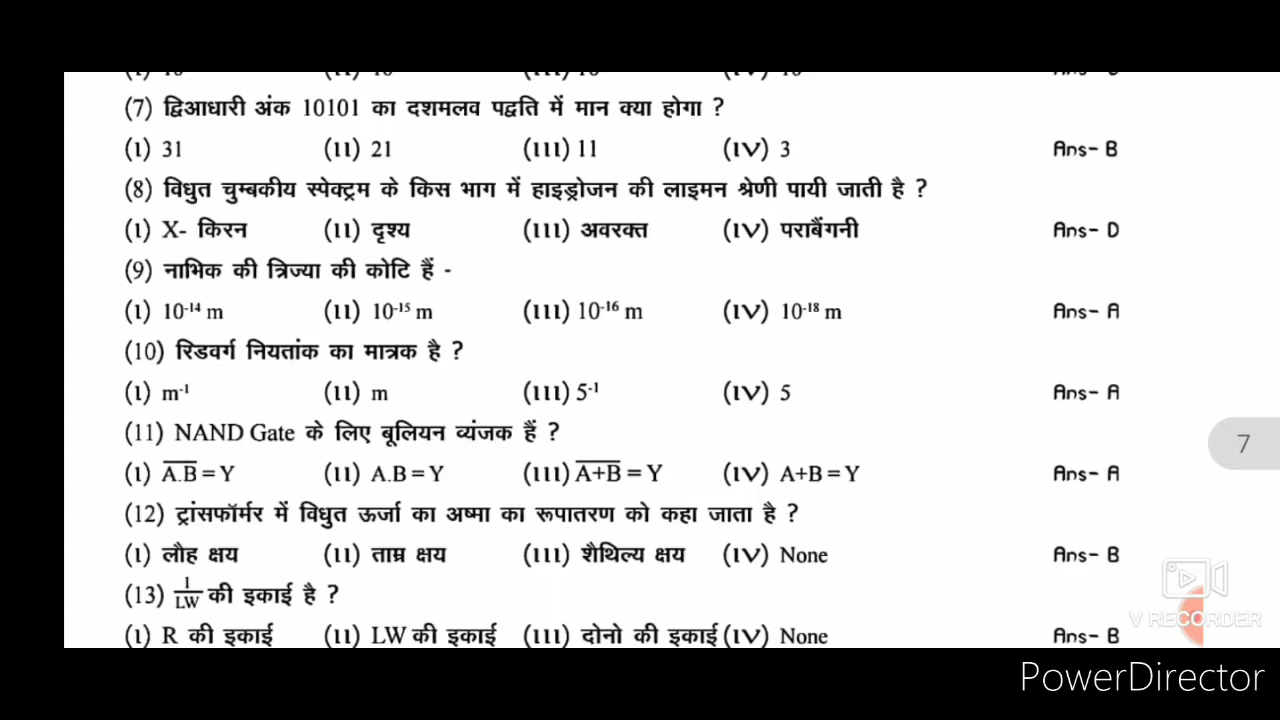 (7) द्विआधारी अंक 10101 का दशमलव पद्वति में मान क्या होगा ?
(I) 31 (II) 21 (III) 11 (IV) 3 Ans- B
(8) विधुत चुम्बकीय स्पेक्ट्रम के किस भाग में हाइड्रोजन की लाइमन श्रेणी पायी जाती है ?
(I) X- किरन (II) दृश्य (III) अवरक्त (IV) पराबैंगनी Ans- D
(9) नाभिक की त्रिज्या की कोटि हैं -
(I) 10⁻¹⁴ m (II) 10⁻¹⁵ m (III) 10⁻¹⁶ m (IV) 10⁻¹⁸ m Ans- A
(10) रिडवर्ग नियतांक का मात्रक है ?
(I) m⁻¹ (II) m (III) 5⁻¹ (IV) 5 Ans- A
(11) NAND Gate के लिए बूलियन व्यंजक हैं ?
(I) A̅.̅B̅ = Y (II) A.B = Y (III) A̅+̅B̅ = Y (IV) A+B = Y Ans- A
7
(12) ट्रांसफॉर्मर में विधुत ऊर्जा का अष्मा का रूपातरण को कहा जाता है ?
(I) लौह क्षय (II) ताम्र क्षय (III) शैथिल्य क्षय (IV) None Ans- B
(13) 1/LW की इकाई है ?
(I) R की इकाई (II) LW की इकाई (III) दोनो की इकाई (IV) None Ans- B
V RECORDER
PowerDirector